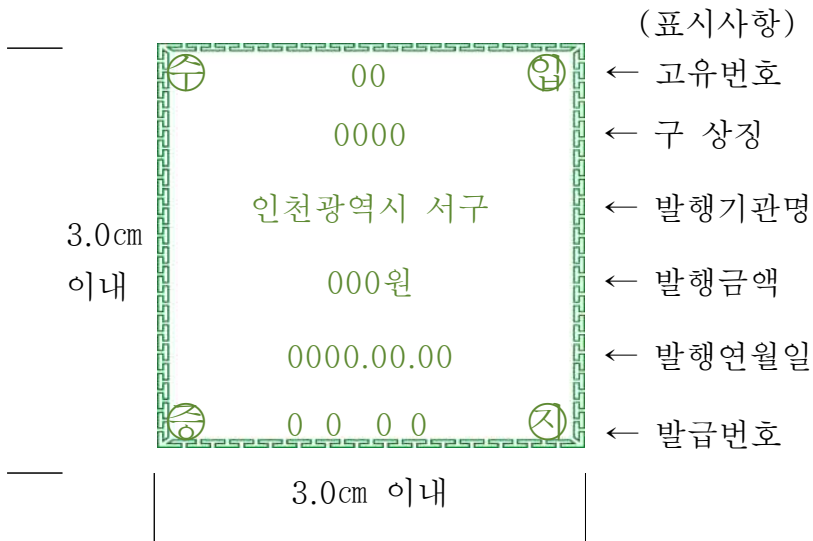 (표시사항)
수 00 입 ← 고유번호
0000 ← 구 상징
인천광역시 서구 ← 발행기관명
3.0㎝
이내
000원 ← 발행금액
0000.00.00 ← 발행연월일
증 0 0 0 0 지 ← 발급번호
3.0㎝ 이내